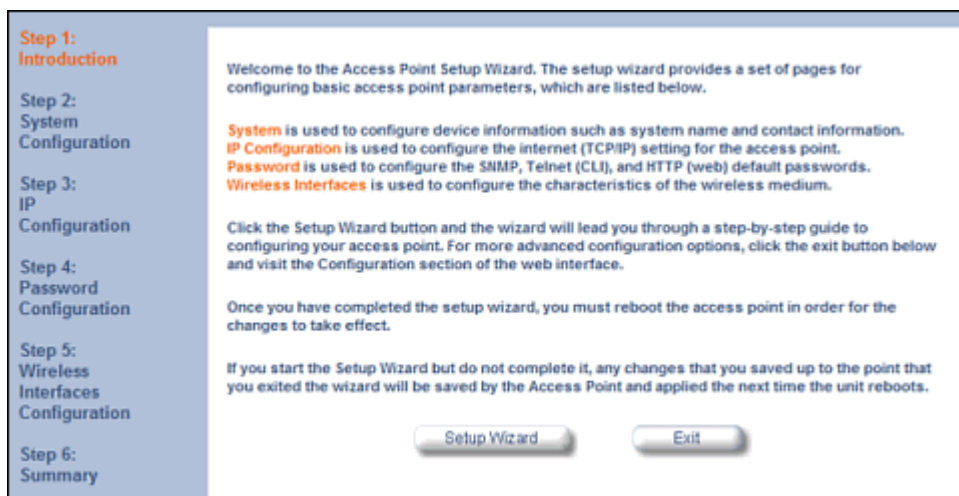 Step 1:
Introduction
Step 2:
System
Configuration
Step 3:
IP
Configuration
Step 4:
Password
Configuration
Step 5:
Wireless
Interfaces
Configuration
Step 6:
Summary
Welcome to the Access Point Setup Wizard. The setup wizard provides a set of pages for
configuring basic access point parameters, which are listed below.
System is used to configure device information such as system name and contact information.
IP Configuration is used to configure the internet (TCP/IP) setting for the access point.
Password is used to configure the SNMP, Telnet (CLI), and HTTP (web) default passwords.
Wireless Interfaces is used to configure the characteristics of the wireless medium.
Click the Setup Wizard button and the wizard will lead you through a step-by-step guide to
configuring your access point. For more advanced configuration options, click the exit button below
and visit the Configuration section of the web interface.
Once you have completed the setup wizard, you must reboot the access point in order for the
changes to take effect.
If you start the Setup Wizard but do not complete it, any changes that you saved up to the point that
you exited the wizard will be saved by the Access Point and applied the next time the unit reboots.
Setup Wizard
Exit